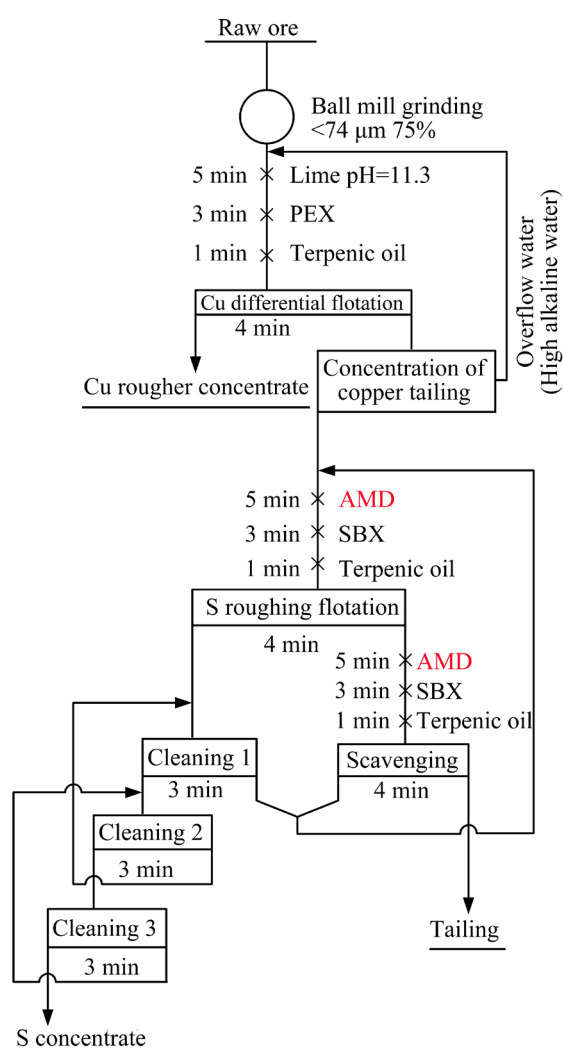 Raw ore
Ball mill grinding
<74 μm 75%
5 min
Lime pH=11.3
3 min
PEX
1 min
Terpenic oil
Overflow water
(High alkaline water)
Cu differential flotation
4 min
Cu rougher concentrate
Concentration of
copper tailing
5 min
AMD
3 min
SBX
1 min
Terpenic oil
S roughing flotation
4 min
5 min
AMD
3 min
SBX
1 min
Terpenic oil
Cleaning 1
3 min
Scavenging
4 min
Cleaning 2
3 min
Cleaning 3
3 min
Tailing
S concentrate